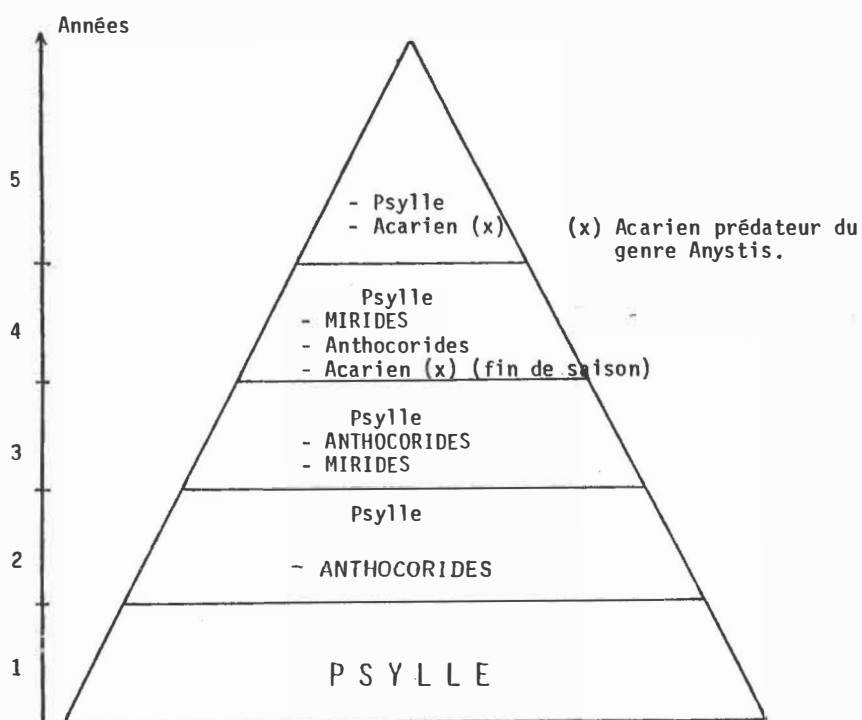 Années
5
- Psylle
- Acarien (x)
(x) Acarien prédateur du
genre Anystis.
4
Psylle
- MIRIDES
- Anthocorides
- Acarien (x) (fin de saison)
3
Psylle
- ANTHOCORIDES
- MIRIDES
2
Psylle
- ANTHOCORIDES
1
PSYLLE